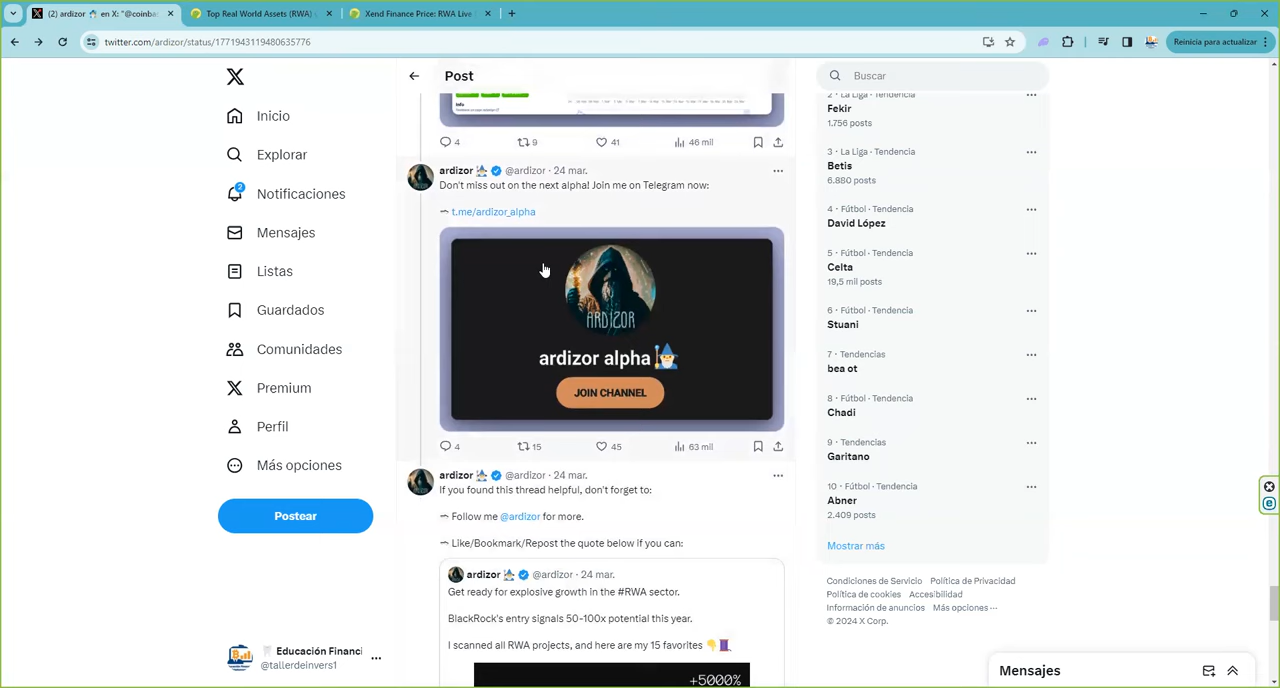 (2) ardizor en X: "@coinba
Top Real World Assets (RWA)
Xend Finance Price: RWA Live
twitter.com/ardizor/status/1771943119480635776
Reinicia para actualizar
Inicio
Explorar
2
Notificaciones
Mensajes
Listas
Guardados
Comunidades
Premium
Perfil
Más opciones
Postear
Educación Financi
@tallerdeinvers1
Post
4 9 41 46 mil
ardizor @ardizor · 24 mar.
Don't miss out on the next alpha! Join me on Telegram now:
t.me/ardizor_alpha
ARDIZOR
ardizor alpha
JOIN CHANNEL
4 15 45 63 mil
ardizor @ardizor · 24 mar.
If you found this thread helpful, don't forget to:
Follow me @ardizor for more.
Like/Bookmark/Repost the quote below if you can:
ardizor @ardizor · 24 mar.
Get ready for explosive growth in the #RWA sector.
BlackRock's entry signals 50-100x potential this year.
I scanned all RWA projects, and here are my 15 favorites
+5000%
Buscar
2 · La Liga · Tendencia
Fekir
1.756 posts
3 · La Liga · Tendencia
Betis
6.880 posts
4 · Fútbol · Tendencia
David López
5 · Fútbol · Tendencia
Celta
19,5 mil posts
6 · Fútbol · Tendencia
Stuani
7 · Tendencias
bea ot
8 · Fútbol · Tendencia
Chadi
9 · Tendencias
Garitano
10 · Fútbol · Tendencia
Abner
2.409 posts
Mostrar más
Condiciones de Servicio Política de Privacidad
Política de cookies Accesibilidad
Información de anuncios Más opciones ···
© 2024 X Corp.
Mensajes